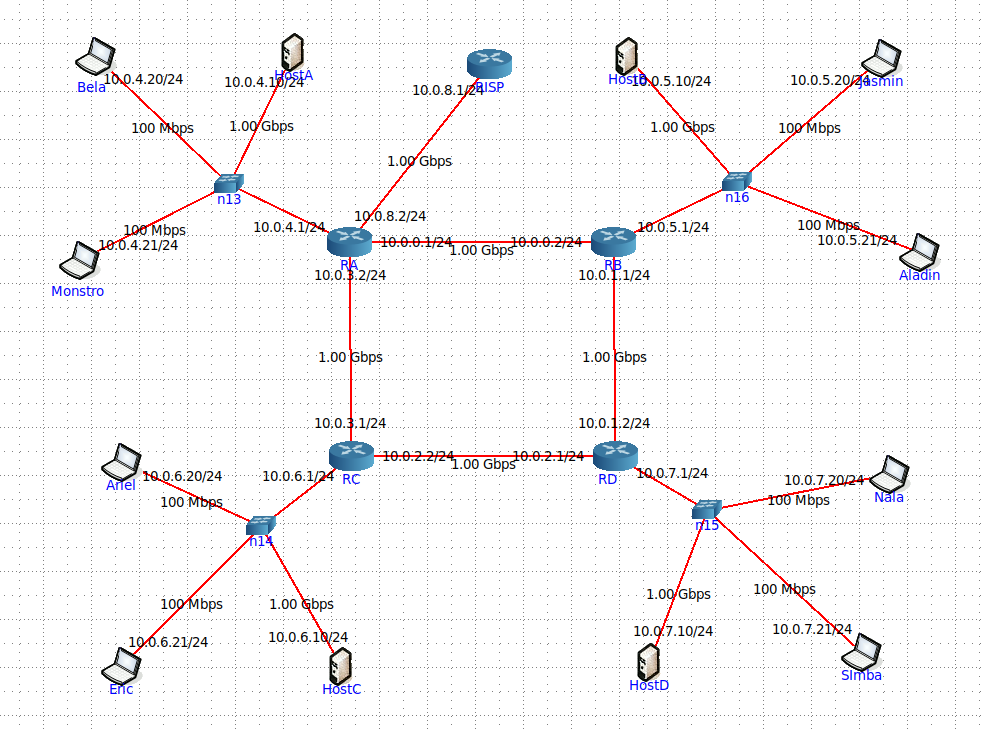 Bela
10.0.4.20/24
HostA
10.0.4.10/24
RISP
10.0.8.1/24
HostB
10.0.5.10/24
Jasmin
10.0.5.20/24
100 Mbps
1.00 Gbps
1.00 Gbps
100 Mbps
1.00 Gbps
n13
n16
10.0.8.2/24
100 Mbps
10.0.4.21/24
10.0.4.1/24
10.0.5.1/24
100 Mbps
10.0.5.21/24
Monstro
RA
10.0.0.1/24
1.00 Gbps
10.0.0.2/24
RB
Aladin
10.0.3.2/24
10.0.1.1/24
1.00 Gbps
1.00 Gbps
10.0.3.1/24
10.0.1.2/24
RC
10.0.2.2/24
1.00 Gbps
10.0.2.1/24
RD
Ariel
10.0.6.20/24
10.0.6.1/24
10.0.7.1/24
10.0.7.20/24
Nala
100 Mbps
100 Mbps
n14
n15
100 Mbps
1.00 Gbps
1.00 Gbps
100 Mbps
10.0.6.21/24
10.0.6.10/24
10.0.7.10/24
10.0.7.21/24
Eric
HostC
HostD
SImba